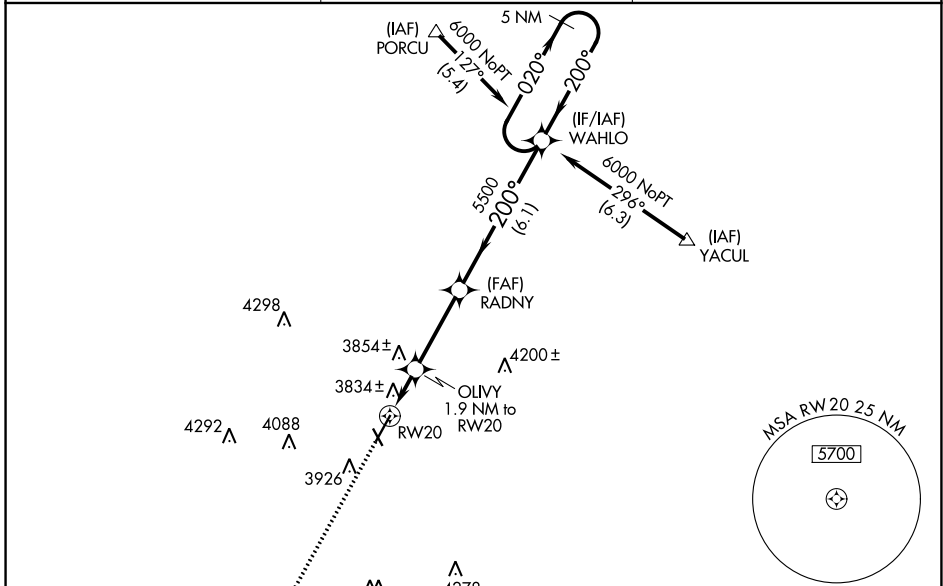 5 NM
(IAF)
PORCU
6000 NoPT
127°
(5.4)
020°
200°
(IF/IAF)
WAHLO
6000 NoPT
296°
(6.3)
(IAF)
YACUL
5500
200°
(6.1)
(FAF)
RADNY
4298
3854±
4200±
3834±
OLIVY
1.9 NM to
RW20
RW20
4292
4088
3926
MSA RW20 25 NM
5700